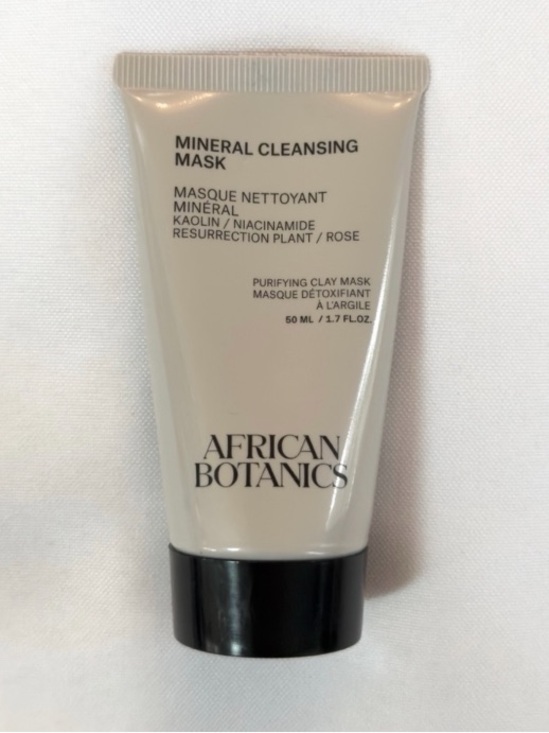 MINERAL CLEANSING
MASK
MASQUE NETTOYANT
MINÉRAL
KAOLIN / NIACINAMIDE
RESURRECTION PLANT / ROSE
PURIFYING CLAY MASK
MASQUE DÉTOXIFIANT
À L'ARGILE
50 ML / 1.7 FL.OZ.
AFRICAN
BOTANICS